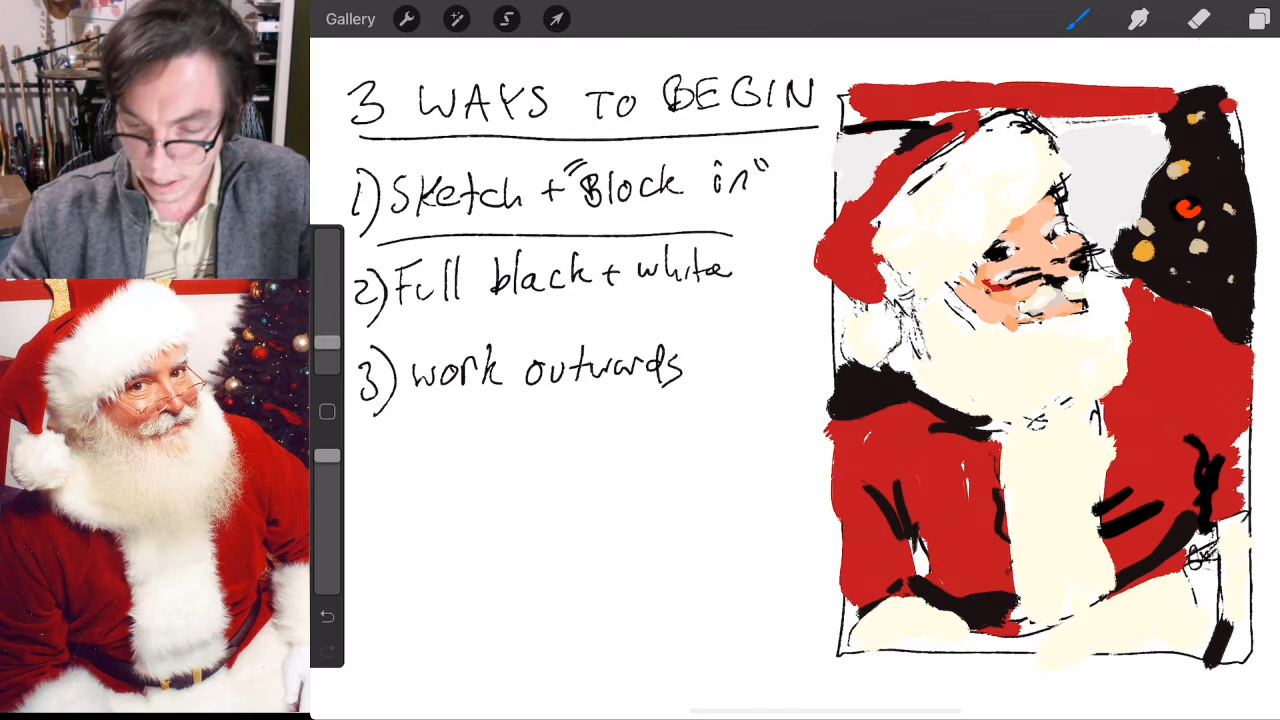 Gallery
3 WAYS TO BEGIN
1) Sketch + "Block in"
2) Full black + white
3) work outwards